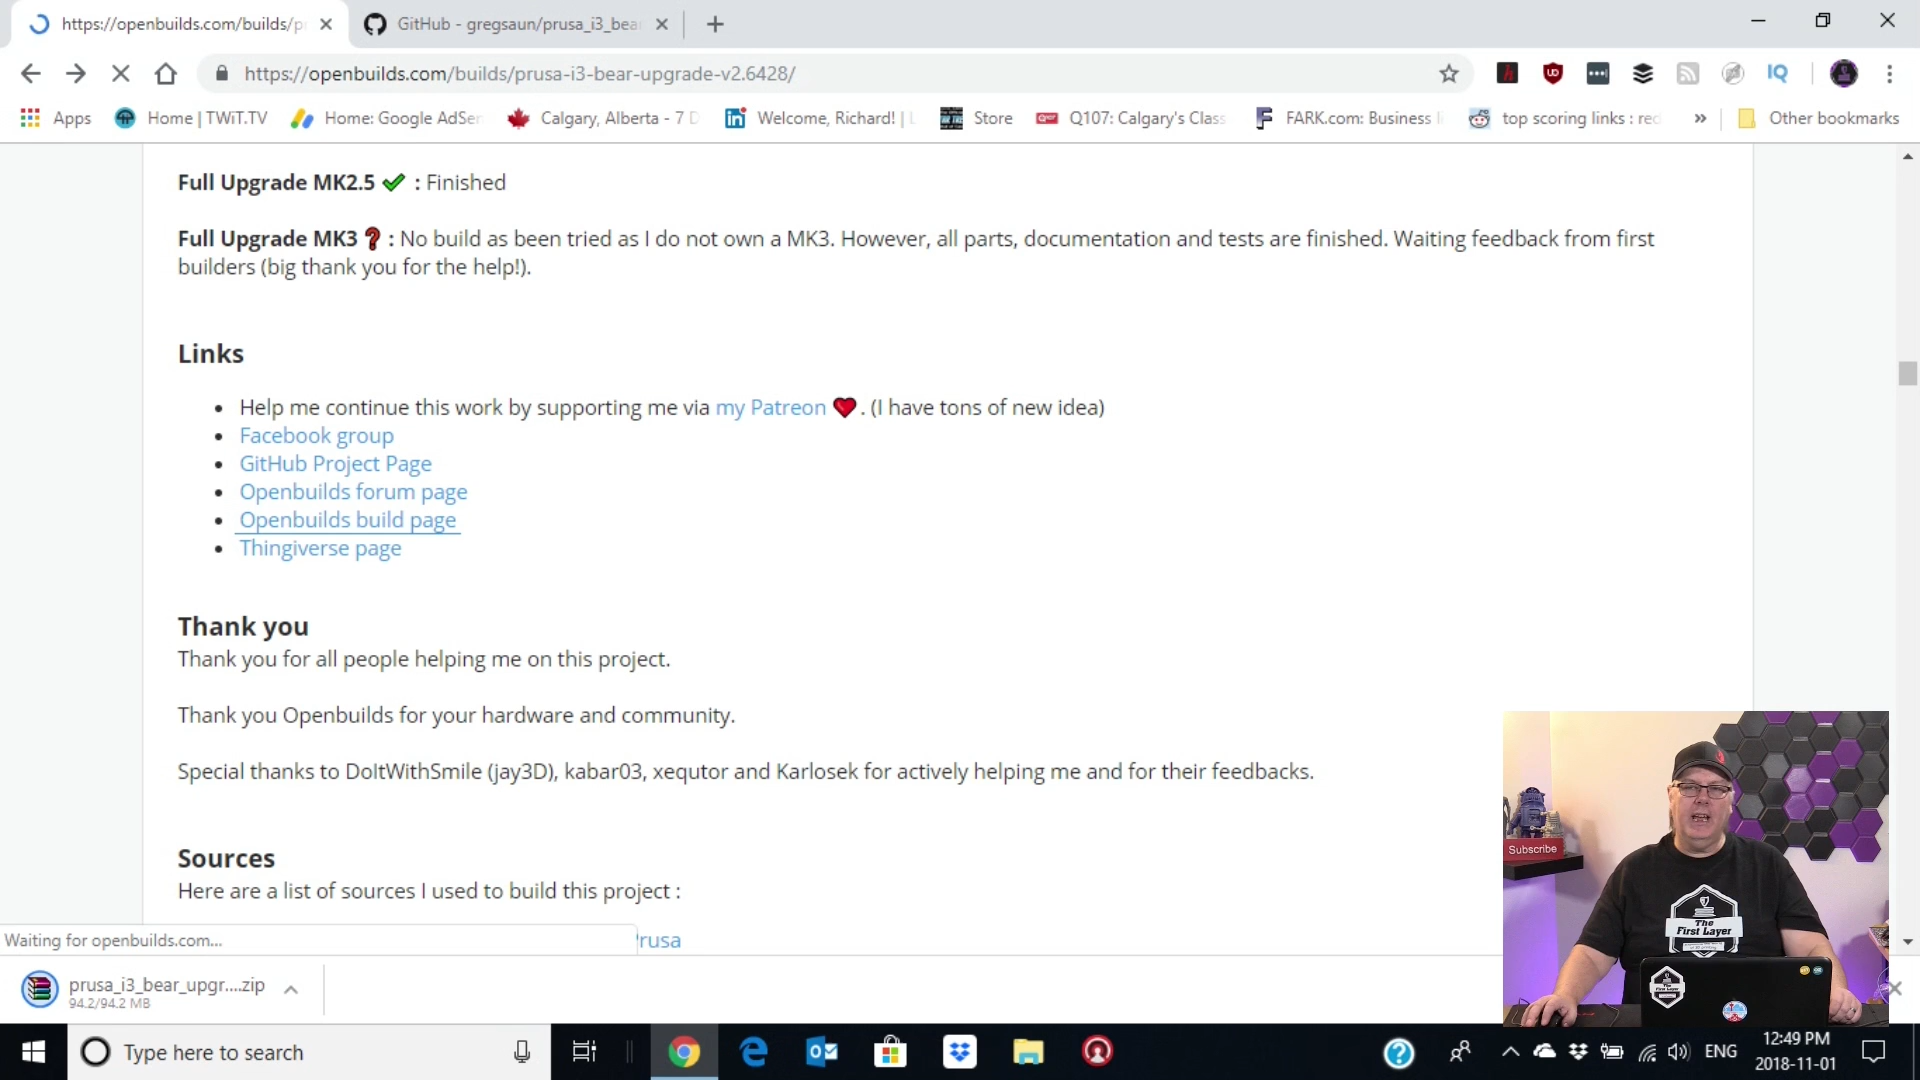 https://openbuilds.com/builds/p
GitHub - gregsaun/prusa_i3_bea
https://openbuilds.com/builds/prusa-i3-bear-upgrade-v2.6428/
Apps
Home | TWiT.TV
Home: Google AdSen
Calgary, Alberta - 7 D
Welcome, Richard! | L
Store
Q107: Calgary's Class
FARK.com: Business li
top scoring links : red
»
Other bookmarks
Full Upgrade MK2.5 ✔ : Finished
Full Upgrade MK3 ❓ : No build as been tried as I do not own a MK3. However, all parts, documentation and tests are finished. Waiting feedback from first
builders (big thank you for the help!).
Links
• Help me continue this work by supporting me via my Patreon ❤. (I have tons of new idea)
• Facebook group
• GitHub Project Page
• Openbuilds forum page
• Openbuilds build page
• Thingiverse page
Thank you
Thank you for all people helping me on this project.
Thank you Openbuilds for your hardware and community.
Special thanks to DoItWithSmile (jay3D), kabar03, xequtor and Karlosek for actively helping me and for their feedbacks.
Sources
Here are a list of sources I used to build this project :
Waiting for openbuilds.com...
rusa
prusa_i3_bear_upgr....zip
94.2/94.2 MB
Subscribe
The
First Layer
Type here to search
ENG
12:49 PM
2018-11-01